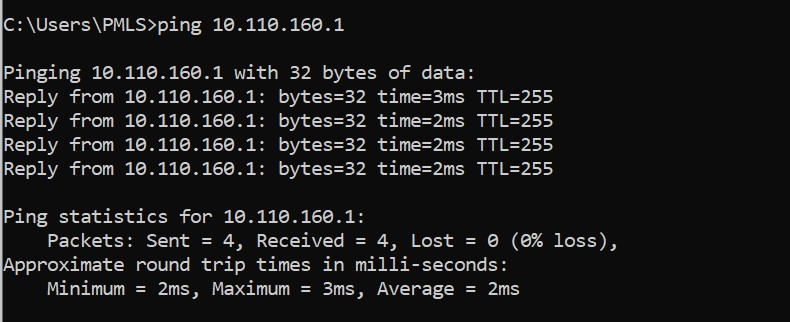 C:\Users\PMLS>ping 10.110.160.1
Pinging 10.110.160.1 with 32 bytes of data:
Reply from 10.110.160.1: bytes=32 time=3ms TTL=255
Reply from 10.110.160.1: bytes=32 time=2ms TTL=255
Reply from 10.110.160.1: bytes=32 time=2ms TTL=255
Reply from 10.110.160.1: bytes=32 time=2ms TTL=255
Ping statistics for 10.110.160.1:
    Packets: Sent = 4, Received = 4, Lost = 0 (0% loss),
Approximate round trip times in milli-seconds:
    Minimum = 2ms, Maximum = 3ms, Average = 2ms